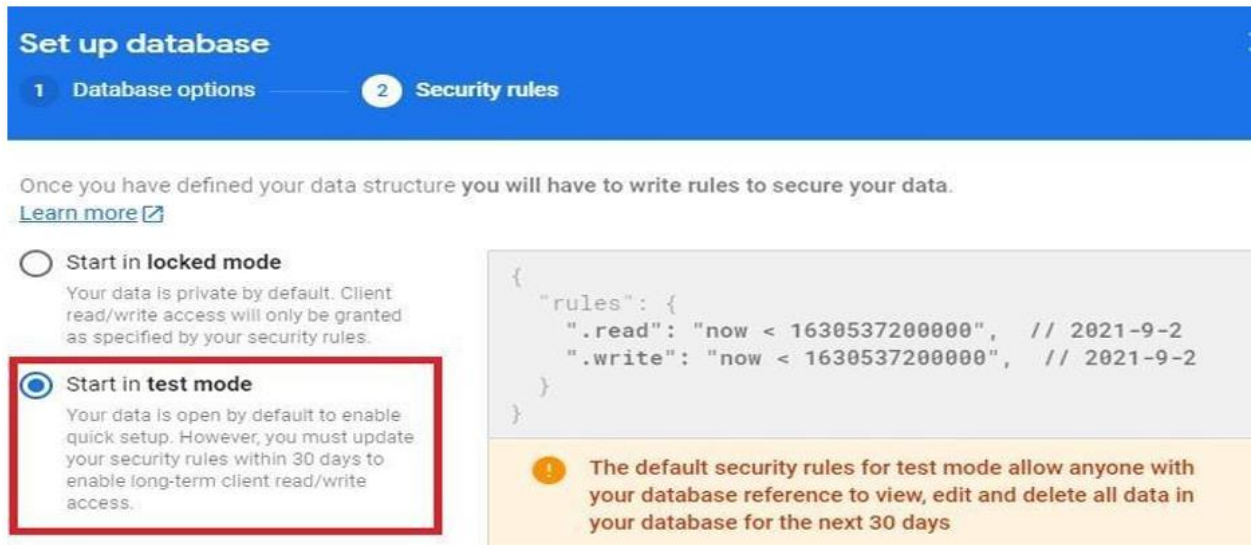 Set up database
1 Database options 2 Security rules
Once you have defined your data structure you will have to write rules to secure your data.
Learn more
Start in locked mode
Your data is private by default. Client
read/write access will only be granted
as specified by your security rules.
Start in test mode
Your data is open by default to enable
quick setup. However, you must update
your security rules within 30 days to
enable long-term client read/write
access.
{
"rules": {
".read": "now < 1630537200000", // 2021-9-2
".write": "now < 1630537200000", // 2021-9-2
}
}
! The default security rules for test mode allow anyone with
your database reference to view, edit and delete all data in
your database for the next 30 days